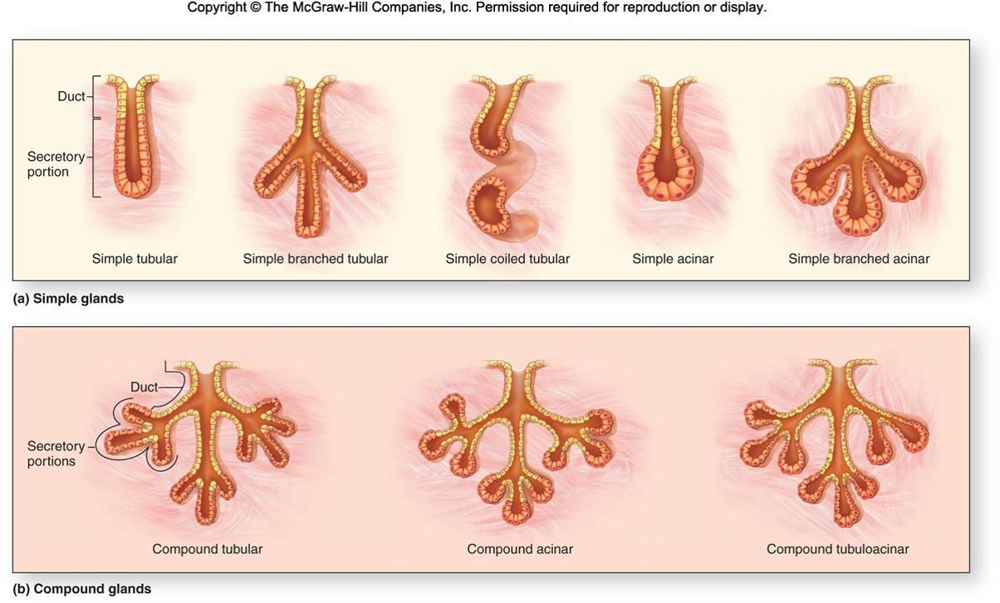 Copyright © The McGraw-Hill Companies, Inc. Permission required for reproduction or display.
Duct
Secretory
portion
Simple tubular
Simple branched tubular
Simple coiled tubular
Simple acinar
Simple branched acinar
(a) Simple glands
Duct
Secretory
portions
Compound tubular
Compound acinar
Compound tubuloacinar
(b) Compound glands